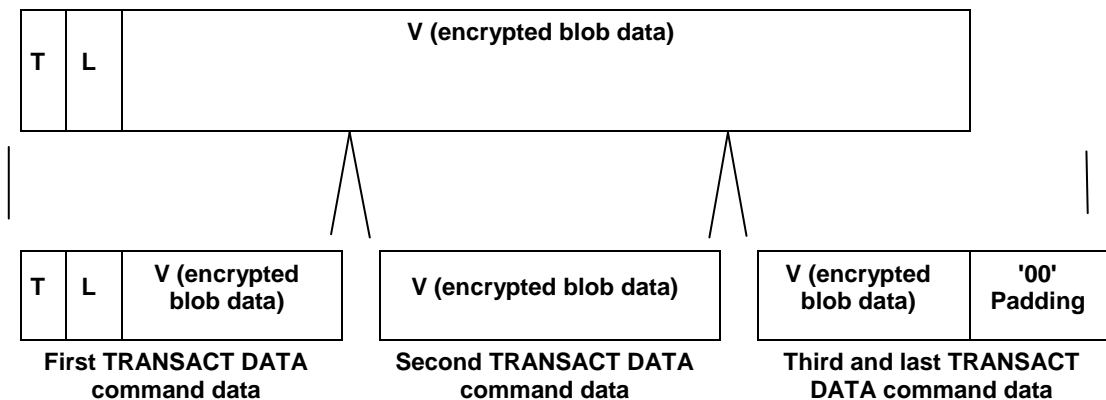 V (encrypted blob data)
T L
T L V (encrypted
blob data)
V (encrypted blob data)
V (encrypted
blob data)
'00'
Padding
First TRANSACT DATA
command data
Second TRANSACT DATA
command data
Third and last TRANSACT
DATA command data